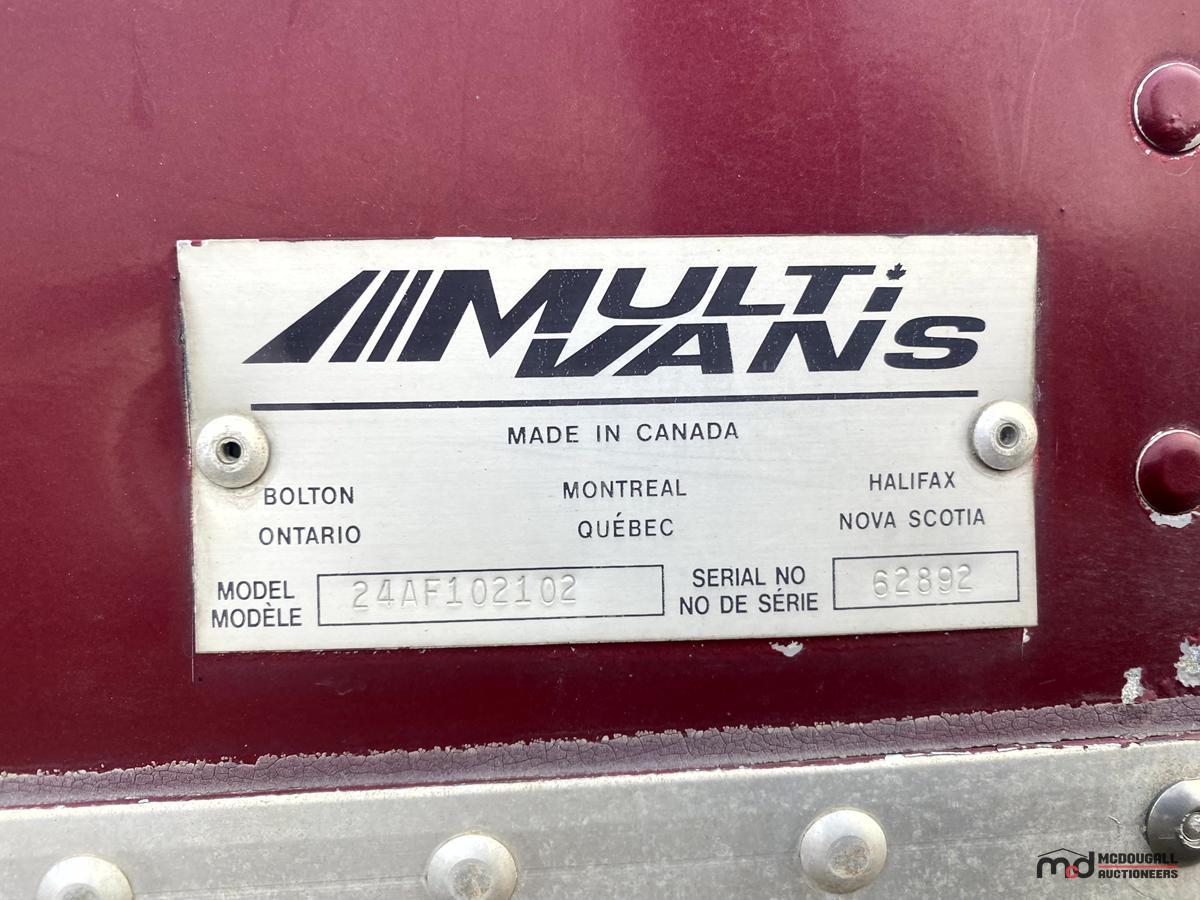 MULTi
VANS
MADE IN CANADA
BOLTON
ONTARIO
MONTREAL
QUÉBEC
HALIFAX
NOVA SCOTIA
MODEL
MODÈLE
24AF102102
SERIAL NO
NO DE SÉRIE
62892
mcd MCDOUGALL
AUCTIONEERS